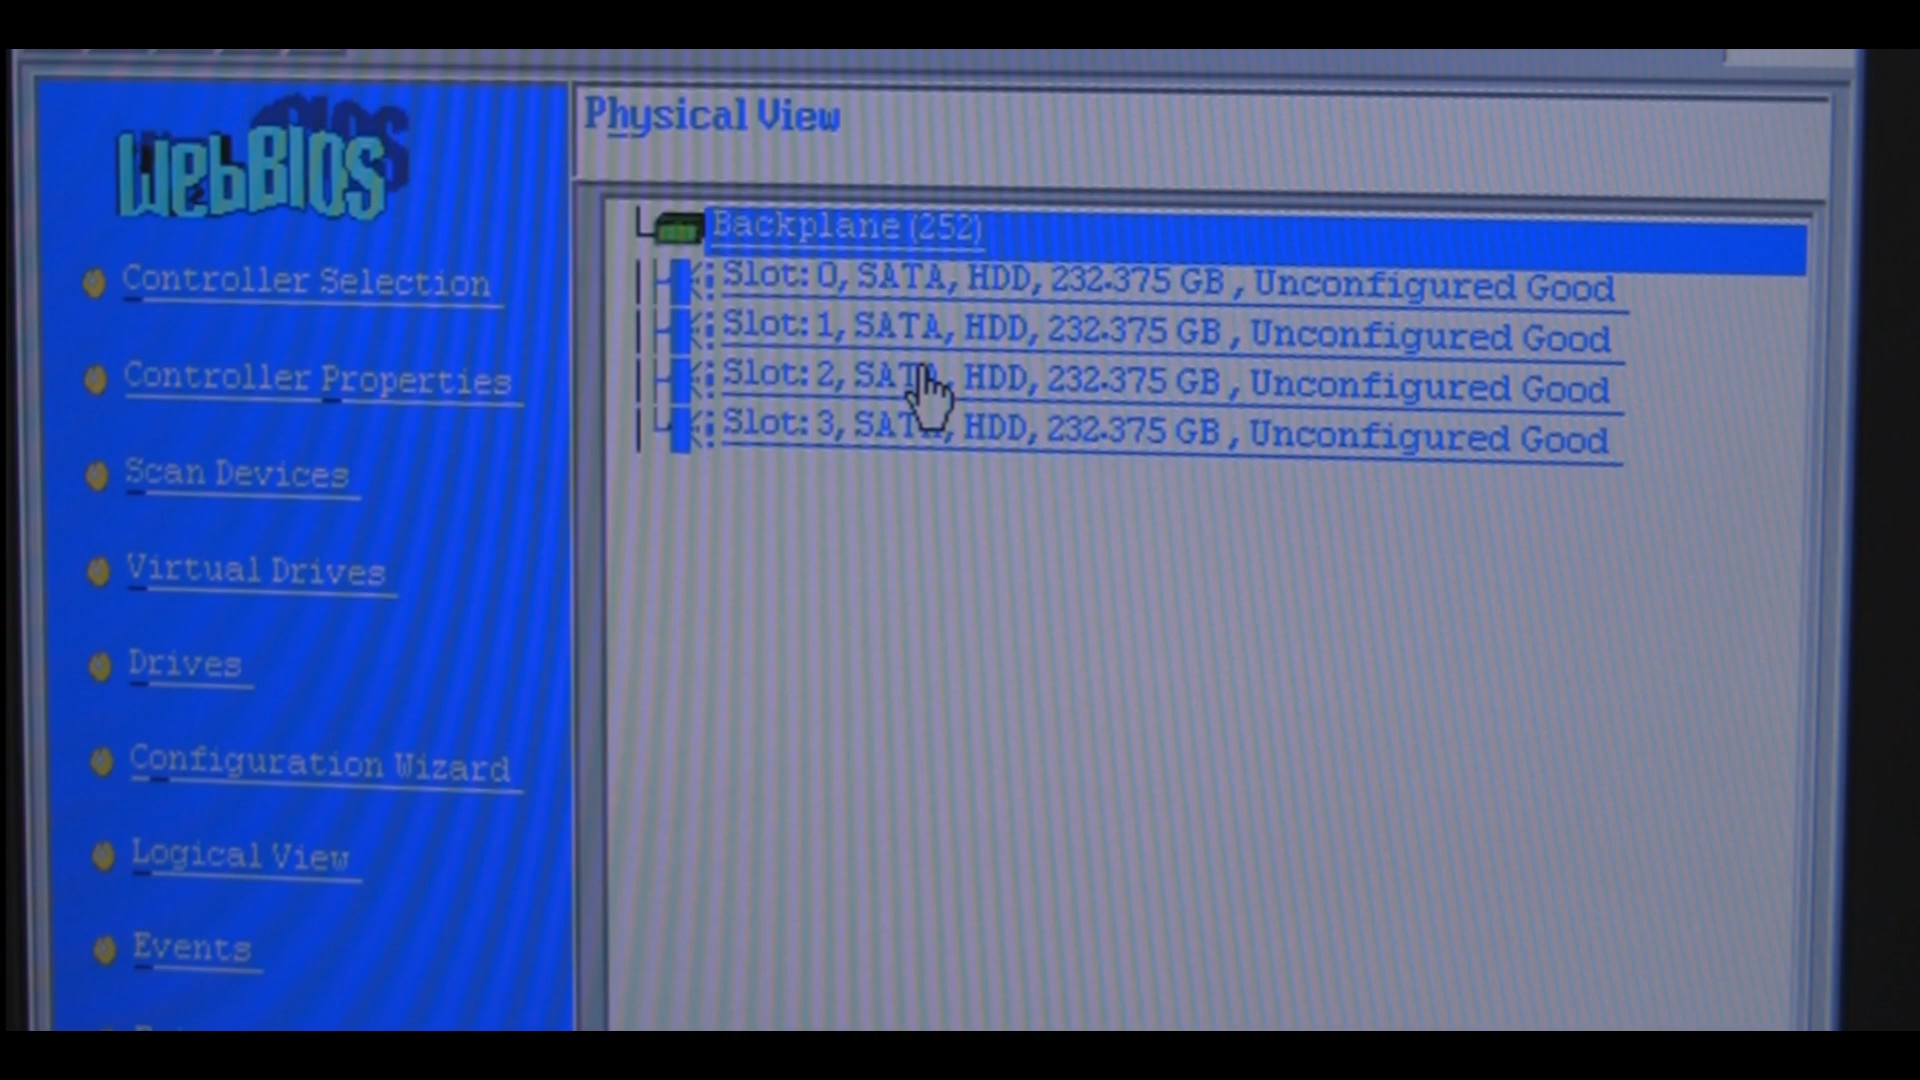 Physical View
WebBIOS
Backplane (252)
Slot: 0, SATA, HDD, 232.375 GB , Unconfigured Good
Slot: 1, SATA, HDD, 232.375 GB , Unconfigured Good
Slot: 2, SATA, HDD, 232.375 GB , Unconfigured Good
Slot: 3, SATA, HDD, 232.375 GB , Unconfigured Good
Controller Selection
Controller Properties
Scan Devices
Virtual Drives
Drives
Configuration Wizard
Logical View
Events